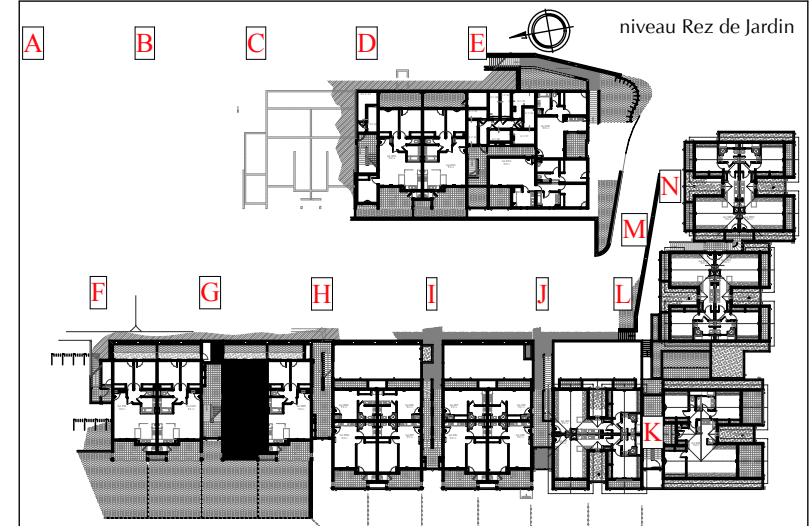 niveau Rez de Jardin
A B C D E
N
M
F G H I J L
K